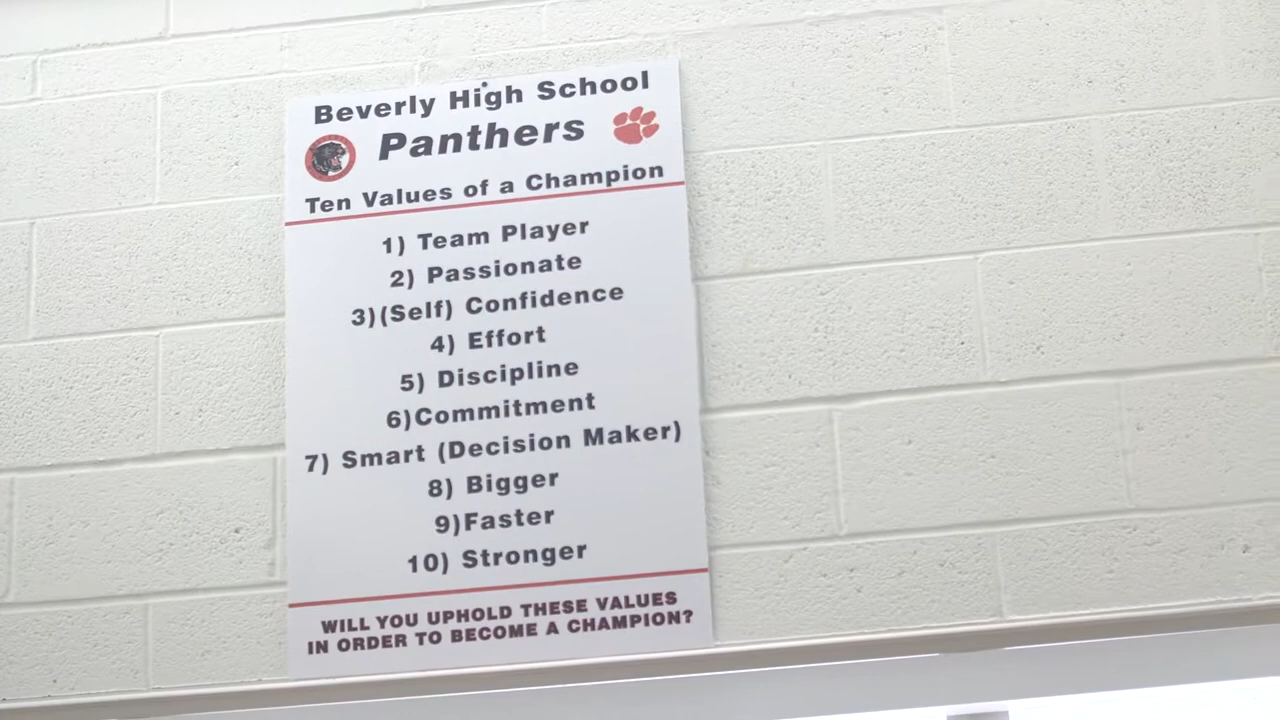 Beverly High School
Panthers
Ten Values of a Champion
1) Team Player
2) Passionate
3)(Self) Confidence
4) Effort
5) Discipline
6)Commitment
7) Smart (Decision Maker)
8) Bigger
9)Faster
10) Stronger
WILL YOU UPHOLD THESE VALUES
IN ORDER TO BECOME A CHAMPION?